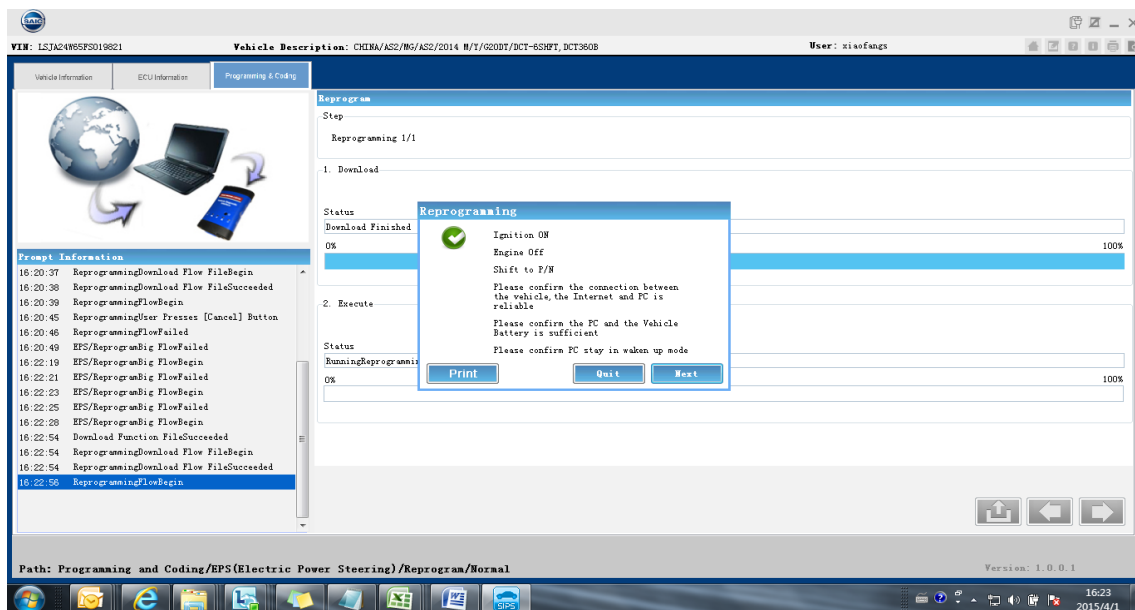 SAIC
VIN: LSJA24W65FS019821 Vehicle Description: CHINA/AS2/MG/AS2/2014 M/Y/G20DT/DCT-6SHFT,DCT360B User: xiaofangs
Vehicle Information ECU Information Programming & Coding
Reprogram
Step
Reprogramming 1/1
1. Download
Status
Download Finished
0% 100%
2. Execute
Status
RunningReprogrammin
0% 100%
Reprogramming
Ignition ON
Engine Off
Shift to P/N
Please confirm the connection between
the vehicle,the Internet and PC is
reliable
Please confirm the PC and the Vehicle
Battery is sufficient
Please confirm PC stay in waken up mode
Print Quit Next
Prompt Information
16:20:37 ReprogrammingDownload Flow FileBegin
16:20:38 ReprogrammingDownload Flow FileSucceeded
16:20:39 ReprogrammingFlowBegin
16:20:45 ReprogrammingUser Presses [Cancel] Button
16:20:46 ReprogrammingFlowFailed
16:20:49 EPS/ReprogramBig FlowFailed
16:22:19 EPS/ReprogramBig FlowBegin
16:22:21 EPS/ReprogramBig FlowFailed
16:22:23 EPS/ReprogramBig FlowBegin
16:22:25 EPS/ReprogramBig FlowFailed
16:22:28 EPS/ReprogramBig FlowBegin
16:22:54 Download Function FileSucceeded
16:22:54 ReprogrammingDownload Flow FileBegin
16:22:54 ReprogrammingDownload Flow FileSucceeded
16:22:56 ReprogrammingFlowBegin
Path: Programming and Coding/EPS(Electric Power Steering)/Reprogram/Normal Version: 1.0.0.1
SIPS
16:23
2015/4/1